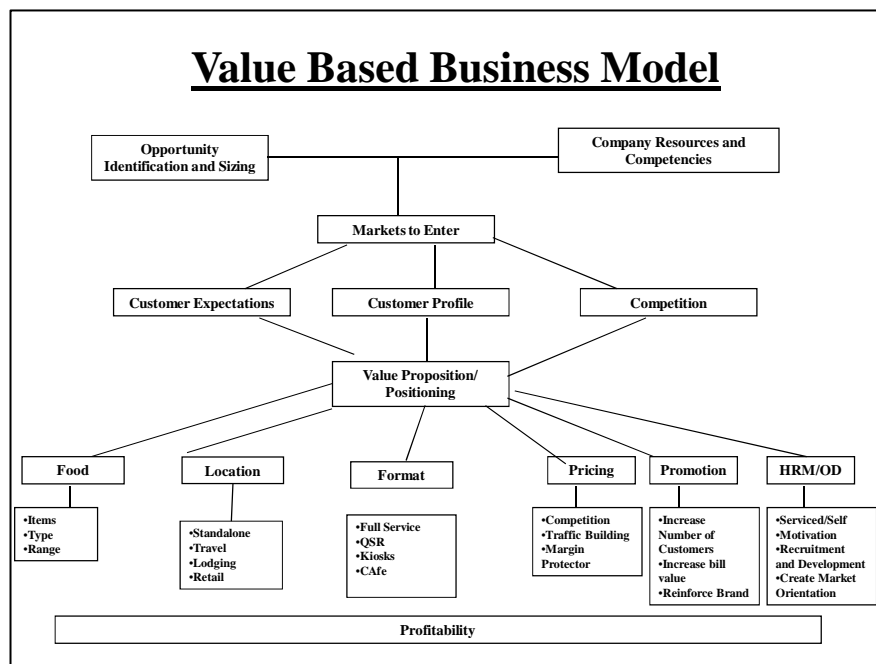 Value Based Business Model
Opportunity
Identification and Sizing
Company Resources and
Competencies
Markets to Enter
Customer Expectations
Customer Profile
Competition
Value Proposition/
Positioning
Food
Location
Format
Pricing
Promotion
HRM/OD
•Items
•Type
•Range
•Standalone
•Travel
•Lodging
•Retail
•Full Service
•QSR
•Kiosks
•CAfe
•Competition
•Traffic Building
•Margin
Protector
•Increase
Number of
Customers
•Increase bill
value
•Reinforce Brand
•Serviced/Self
•Motivation
•Recruitment
and Development
•Create Market
Orientation
Profitability